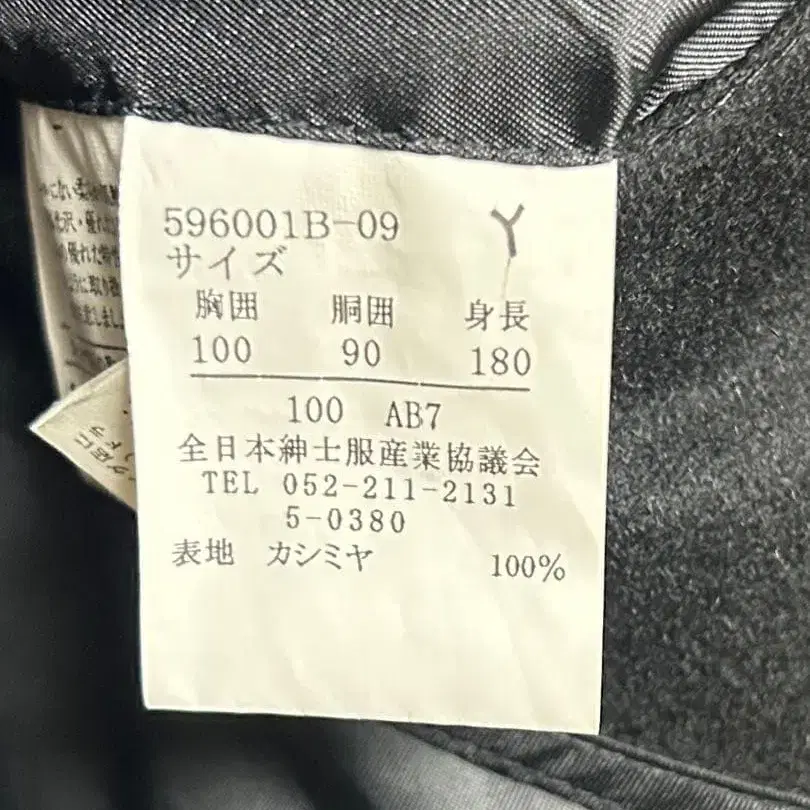 596001B-09 Y
サイズ
胸囲 胴囲 身長
100 90 180
100 AB7
全日本紳士服産業協議会
TEL 052-211-2131
5-0380
表地 カシミヤ 100%